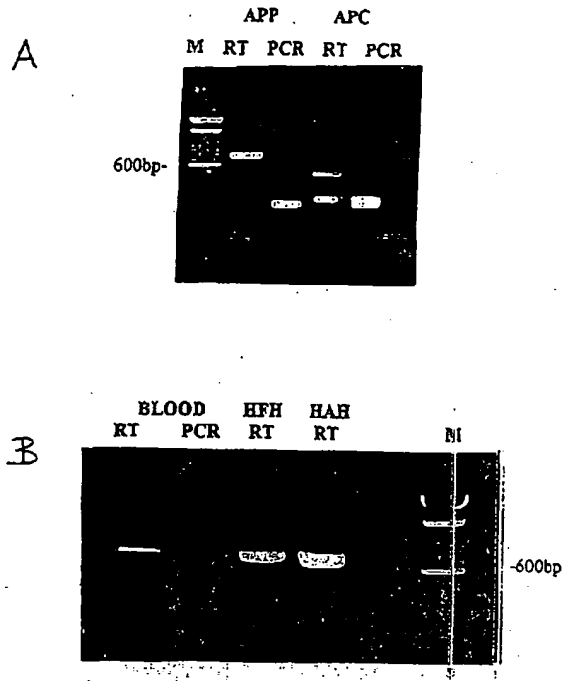 A
APP APC
M RT PCR RT PCR
600bp-
B
BLOOD HFH HAH
RT PCR RT RT M
-600bp